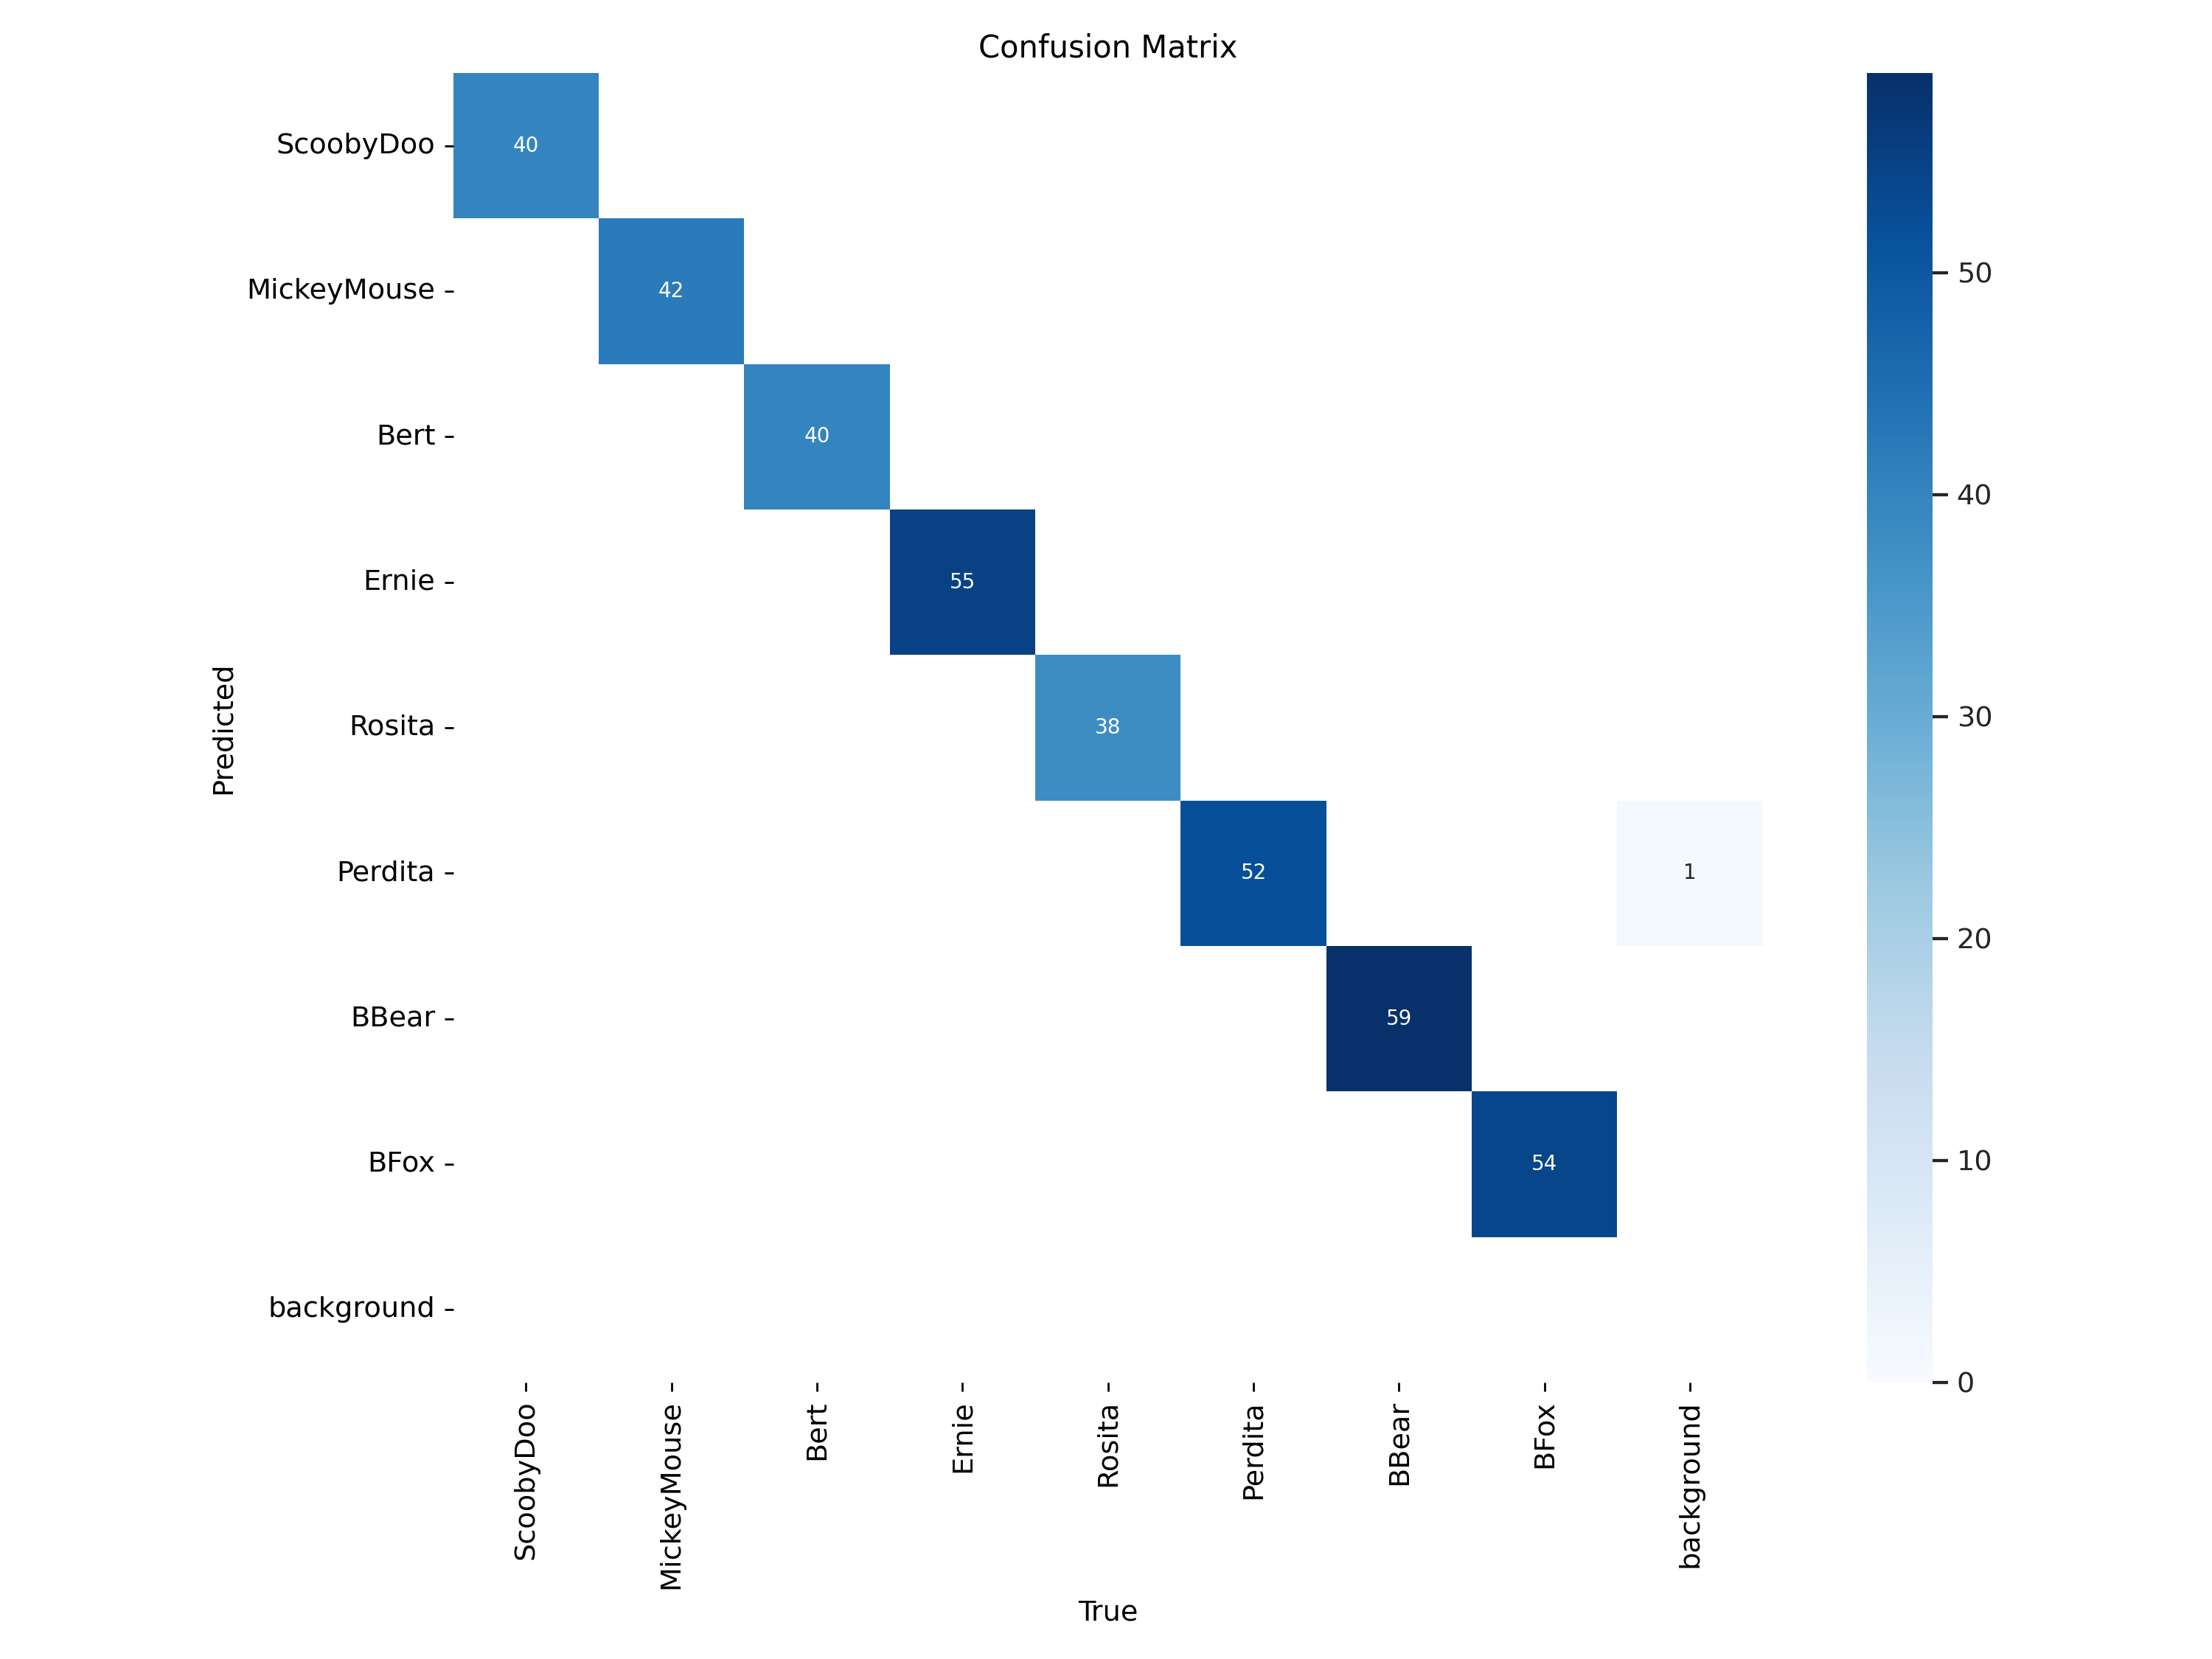 Confusion Matrix
ScoobyDoo
40
MickeyMouse
42
50
Bert
40
40
Ernie
55
Predicted
Rosita
38
30
Perdita
52
1
20
BBear
59
BFox
54
10
background
0
ScoobyDoo
MickeyMouse
Bert
Ernie
Rosita
Perdita
BBear
BFox
background
True